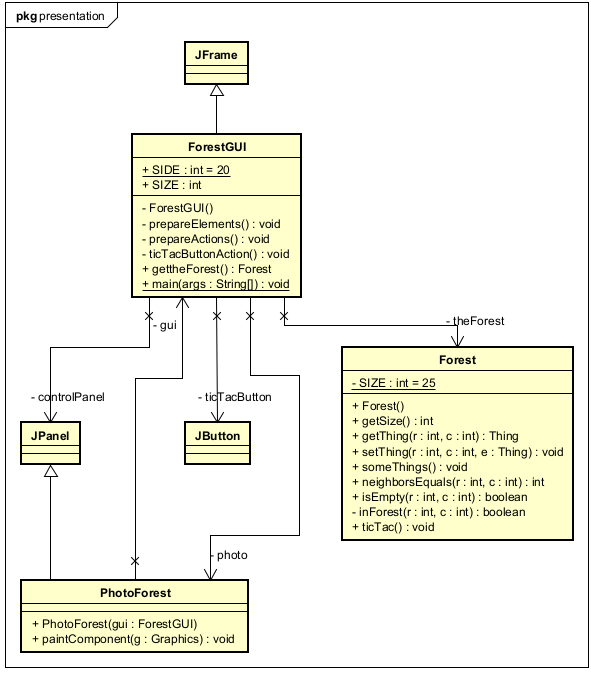 pkg presentation
JFrame
ForestGUI
+ SIDE : int = 20
+ SIZE : int
- ForestGUI()
- prepareElements() : void
- prepareActions() : void
- ticTacButtonAction() : void
+ gettheForest() : Forest
+ main(args : String[]) : void
- gui
- theForest
Forest
- SIZE : int = 25
+ Forest()
+ getSize() : int
+ getThing(r : int, c : int) : Thing
+ setThing(r : int, c : int, e : Thing) : void
+ someThings() : void
+ neighborsEquals(r : int, c : int) : int
+ isEmpty(r : int, c : int) : boolean
- inForest(r : int, c : int) : boolean
+ ticTac() : void
- controlPanel
- ticTacButton
JPanel
JButton
- photo
PhotoForest
+ PhotoForest(gui : ForestGUI)
+ paintComponent(g : Graphics) : void